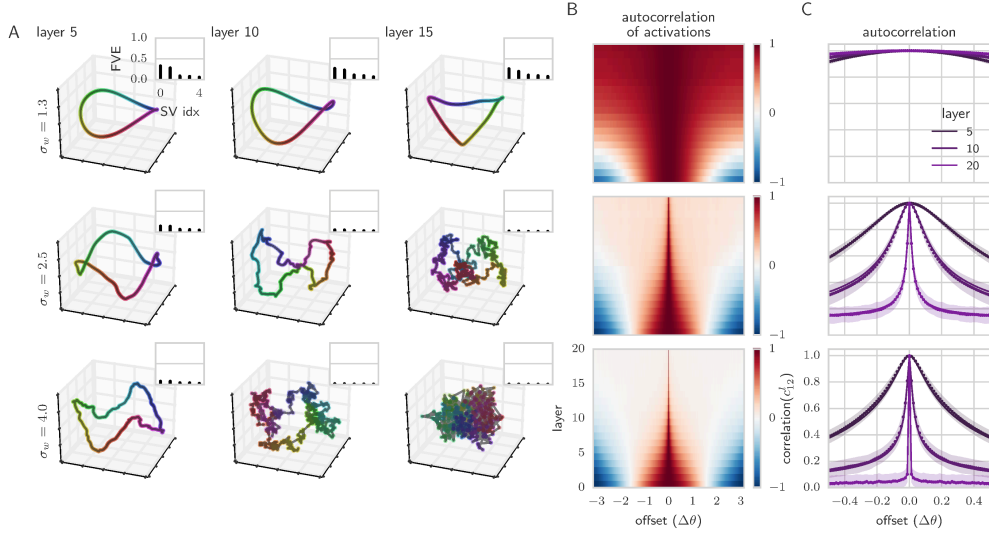 A
layer 5
layer 10
layer 15
B
autocorrelation
of activations
C
autocorrelation
FVE
1.0
0.5
0.0
0
4
SV idx
σw = 1.3
1
0
−1
layer
5
10
20
σw = 2.5
1
0
−1
σw = 4.0
layer
20
15
10
5
0
1
0
−1
−3 −2 −1 0 1 2 3
offset (Δθ)
correlation(c^l_12)
1.0
0.8
0.6
0.4
0.2
0.0
−0.4 −0.2 0.0 0.2 0.4
offset (Δθ)